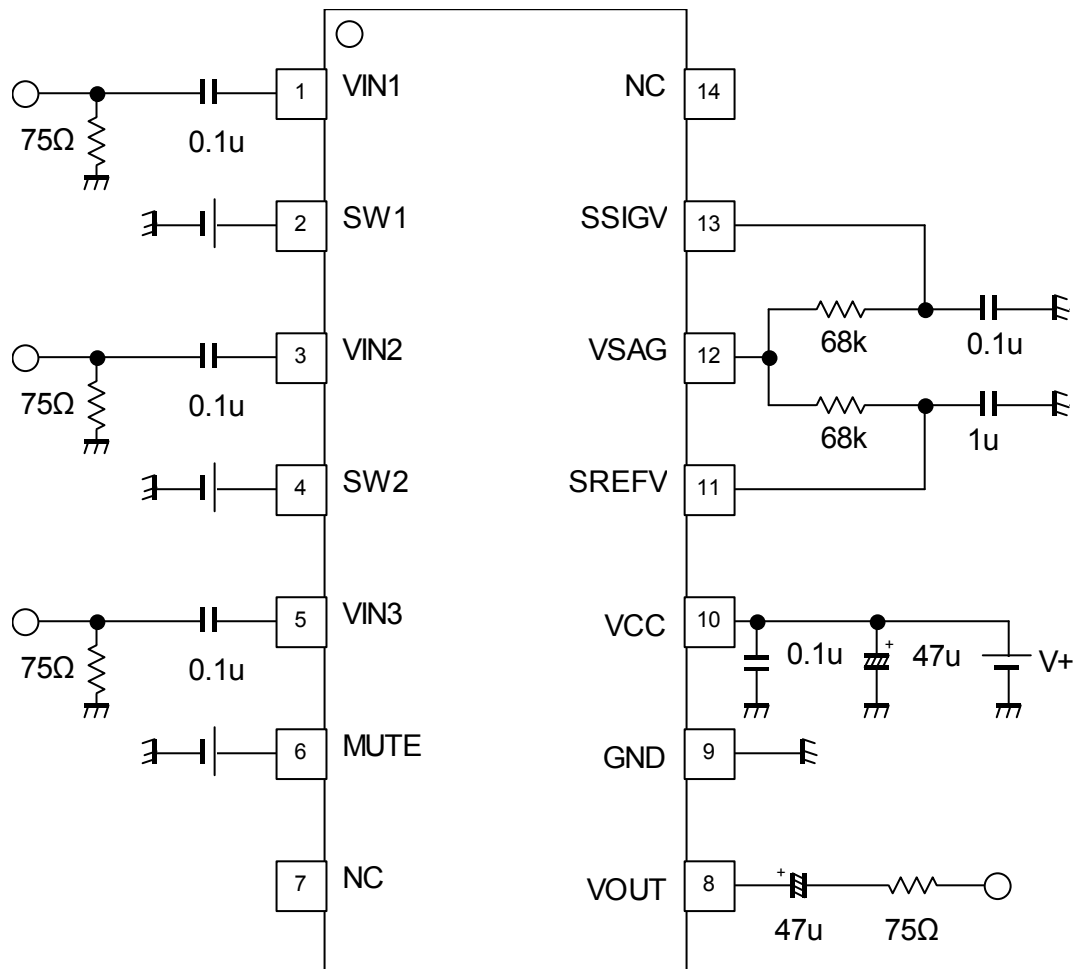 1 VIN1 NC 14
75Ω 0.1u
2 SW1 SSIGV 13
68k 0.1u
3 VIN2 VSAG 12
75Ω 0.1u
68k 1u
4 SW2 SREFV 11
5 VIN3 VCC 10
75Ω 0.1u
0.1u + 47u V+
6 MUTE GND 9
7 NC VOUT 8
+
47u 75Ω